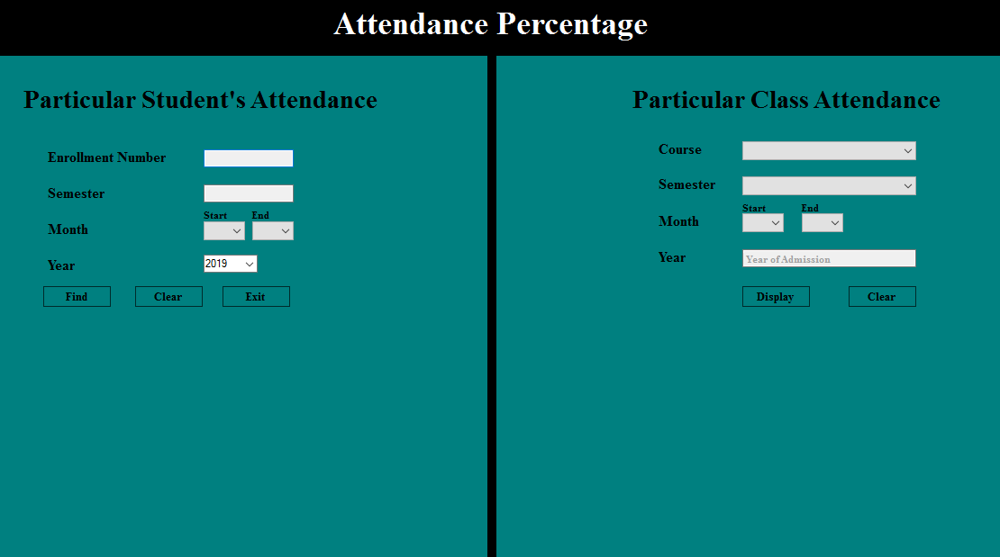 Attendance Percentage
Particular Student's Attendance
Enrollment Number
Semester
Start End
Month
Year 2019
Find Clear Exit
Particular Class Attendance
Course
Semester
Start End
Month
Year Year of Admission
Display Clear